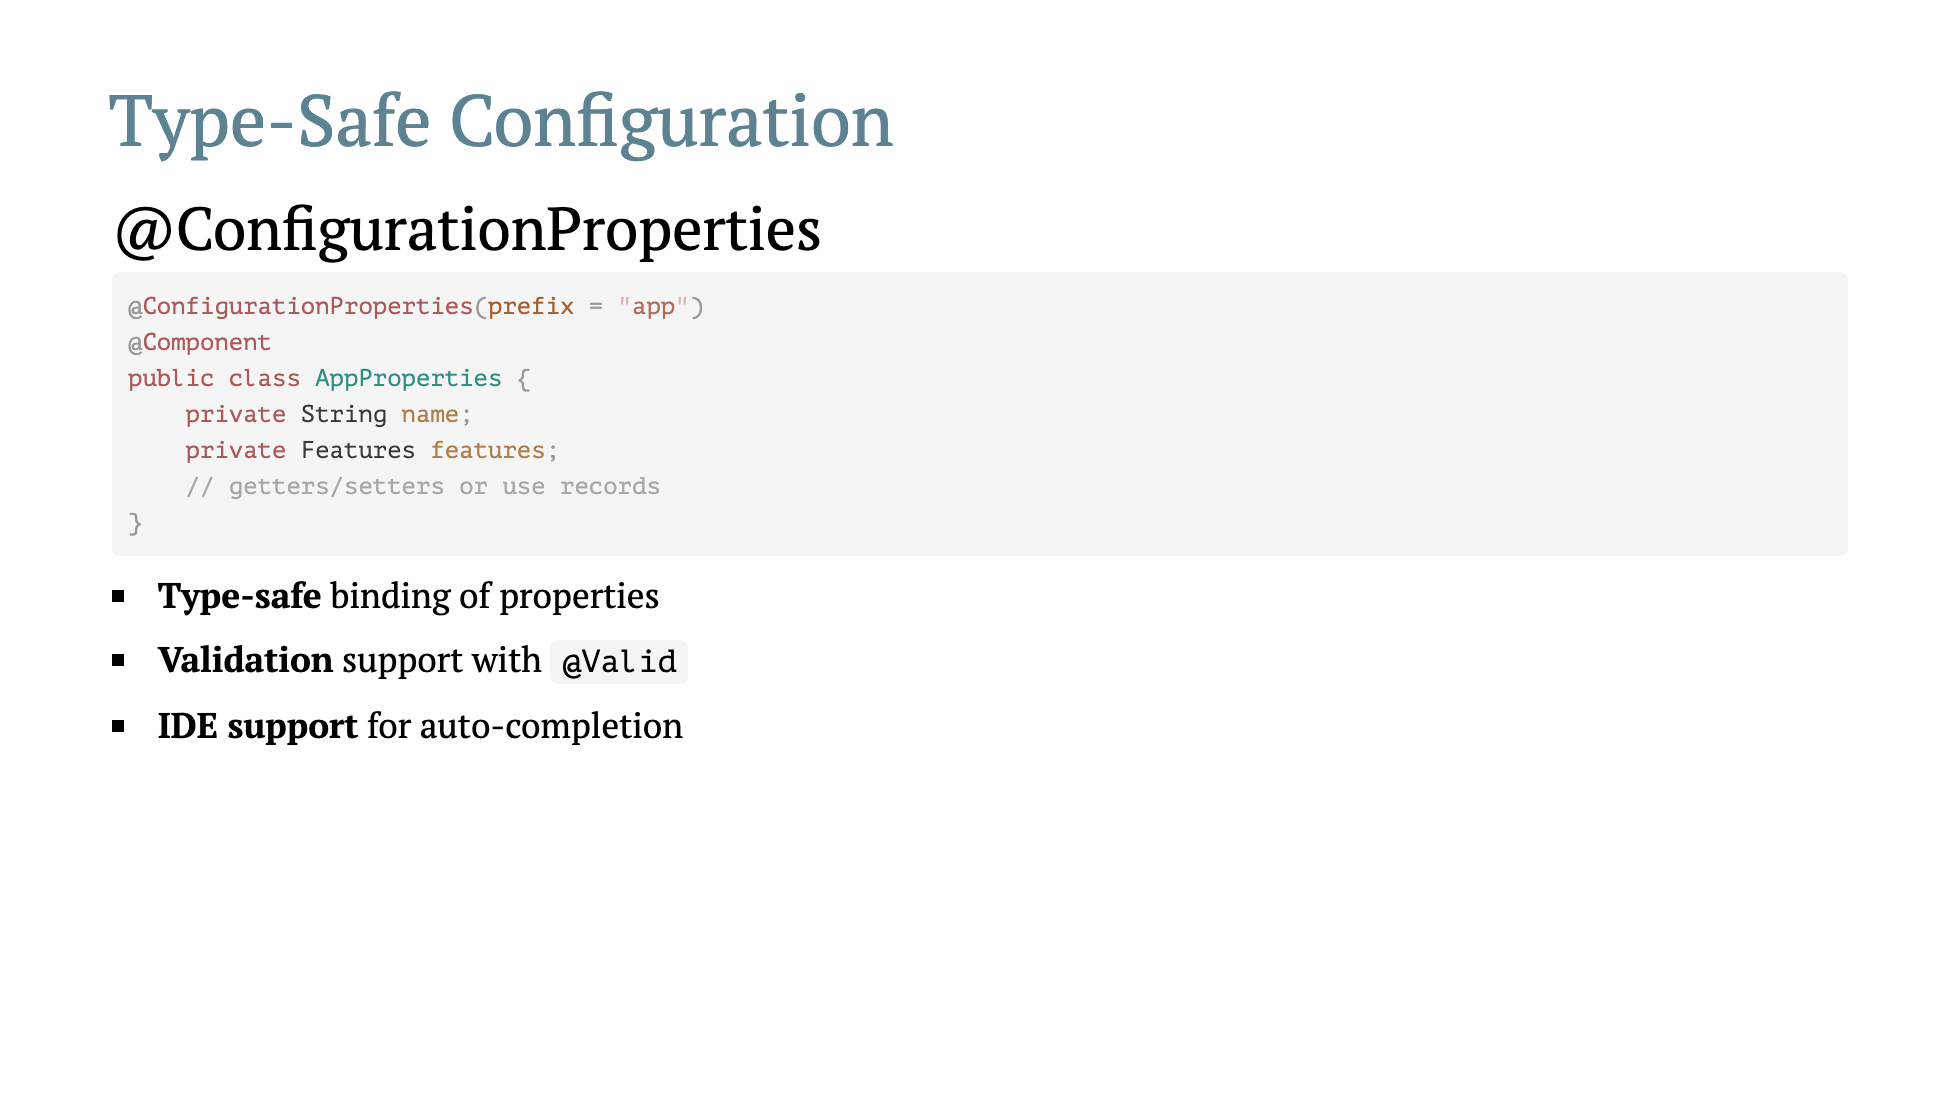 Type-Safe Configuration
@ConfigurationProperties
@ConfigurationProperties(prefix = "app")
@Component
public class AppProperties {
    private String name;
    private Features features;
    // getters/setters or use records
}
▪ Type-safe binding of properties
▪ Validation support with @Valid
▪ IDE support for auto-completion